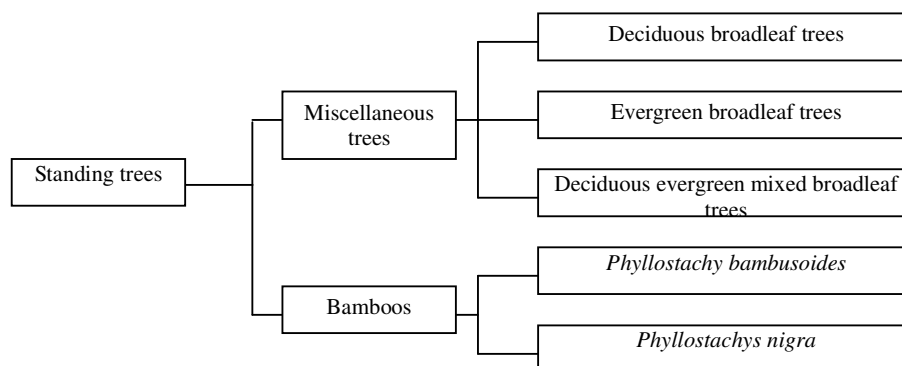 Deciduous broadleaf trees
Miscellaneous
trees
Evergreen broadleaf trees
Standing trees
Deciduous evergreen mixed broadleaf
trees
Phyllostachy bambusoides
Bamboos
Phyllostachys nigra